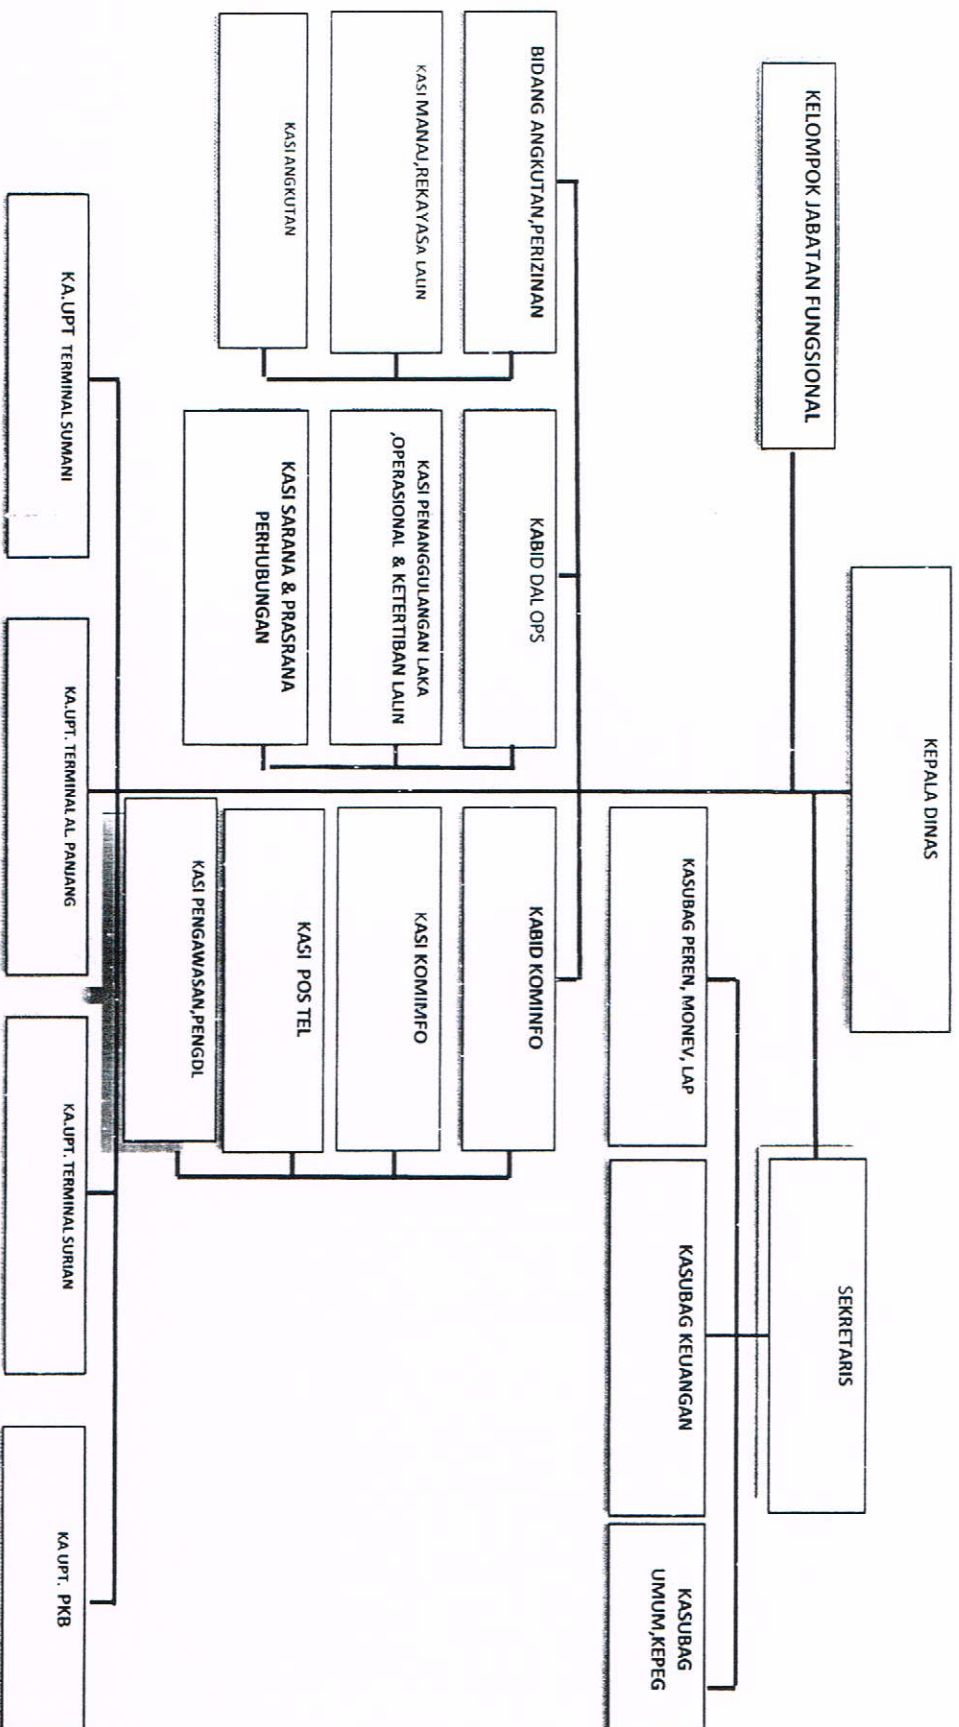 KEPALA DINAS
KELOMPOK JABATAN FUNGSIONAL
SEKRETARIS
KASUBAG PEREN, MONEV, LAP
KASUBAG KEUANGAN
KASUBAG
UMUM,KEPEG
BIDANG ANGKUTAN,PERIZINAN
KASI MANAJ,REKAYASA LALIN
KASI ANGKUTAN
KABID DAL OPS
KASI PENANGGULANGAN LAKA
,OPERASIONAL & KETERTIBAN LALIN
KASI SARANA & PRASRANA
PERHUBUNGAN
KABID KOMINFO
KASI KOMIMFO
KASI POS TEL
KASI PENGAWASAN,PENGDL
KA.UPT TERMINAL SUMANI
KA.UPT. TERMINAL AL. PANJANG
KA.UPT. TERMINAL SURIAN
KA UPT. PKB